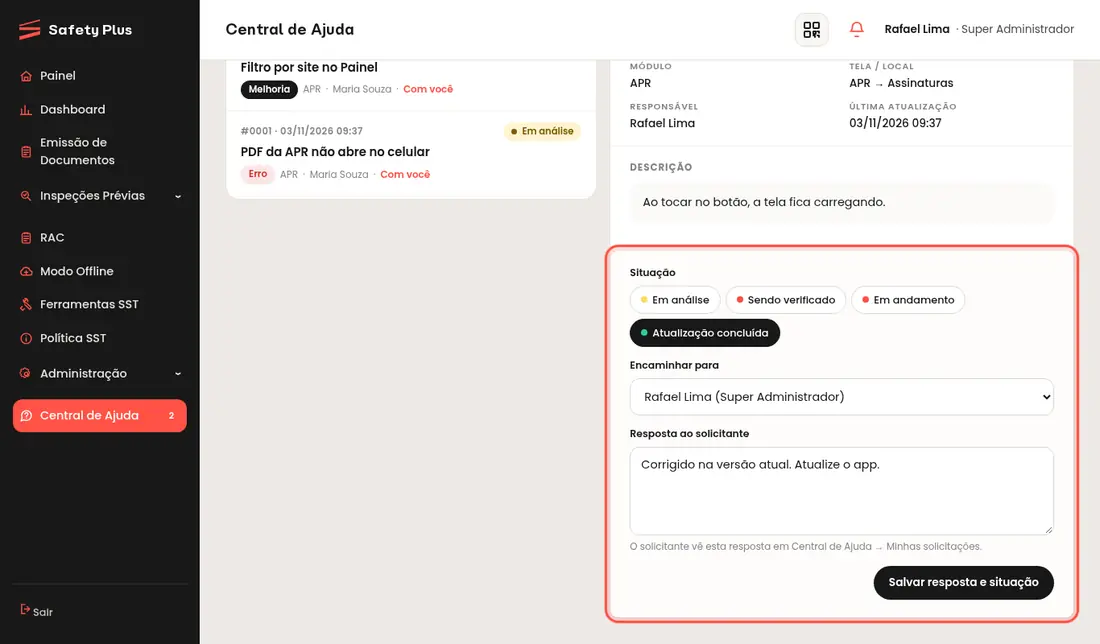 Safety Plus
Painel
Dashboard
Emissão de
Documentos
Inspeções Prévias
RAC
Modo Offline
Ferramentas SST
Política SST
Administração
Central de Ajuda 2
Sair
Central de Ajuda
Rafael Lima · Super Administrador
Filtro por site no Painel
Melhoria APR · Maria Souza · Com você
#0001 · 03/11/2026 09:37 Em análise
PDF da APR não abre no celular
Erro APR · Maria Souza · Com você
MÓDULO TELA / LOCAL
APR APR → Assinaturas
RESPONSÁVEL ÚLTIMA ATUALIZAÇÃO
Rafael Lima 03/11/2026 09:37
DESCRIÇÃO
Ao tocar no botão, a tela fica carregando.
Situação
Em análise Sendo verificado Em andamento
Atualização concluída
Encaminhar para
Rafael Lima (Super Administrador)
Resposta ao solicitante
Corrigido na versão atual. Atualize o app.
O solicitante vê esta resposta em Central de Ajuda → Minhas solicitações.
Salvar resposta e situação